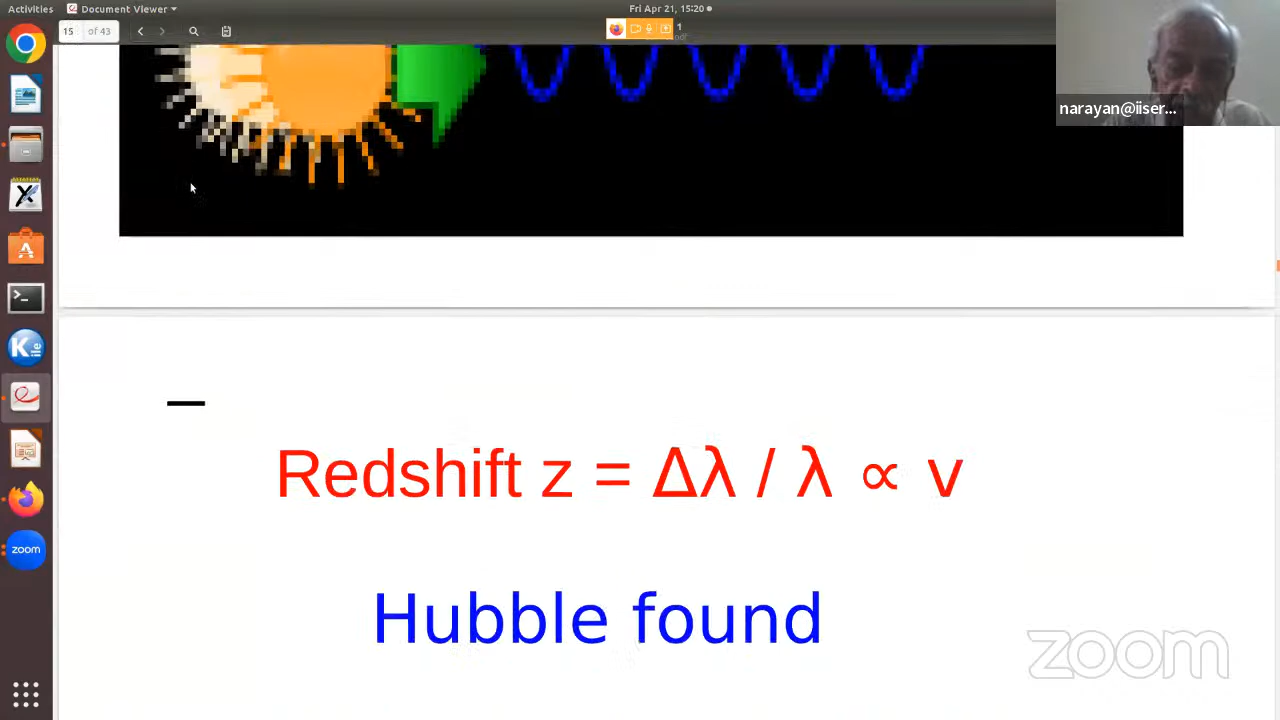 Activities
Document Viewer
Fri Apr 21, 15:20
15 of 43
1
narayan@iiser...
Redshift z = Δλ / λ ∝ v
Hubble found
zoom
zoom